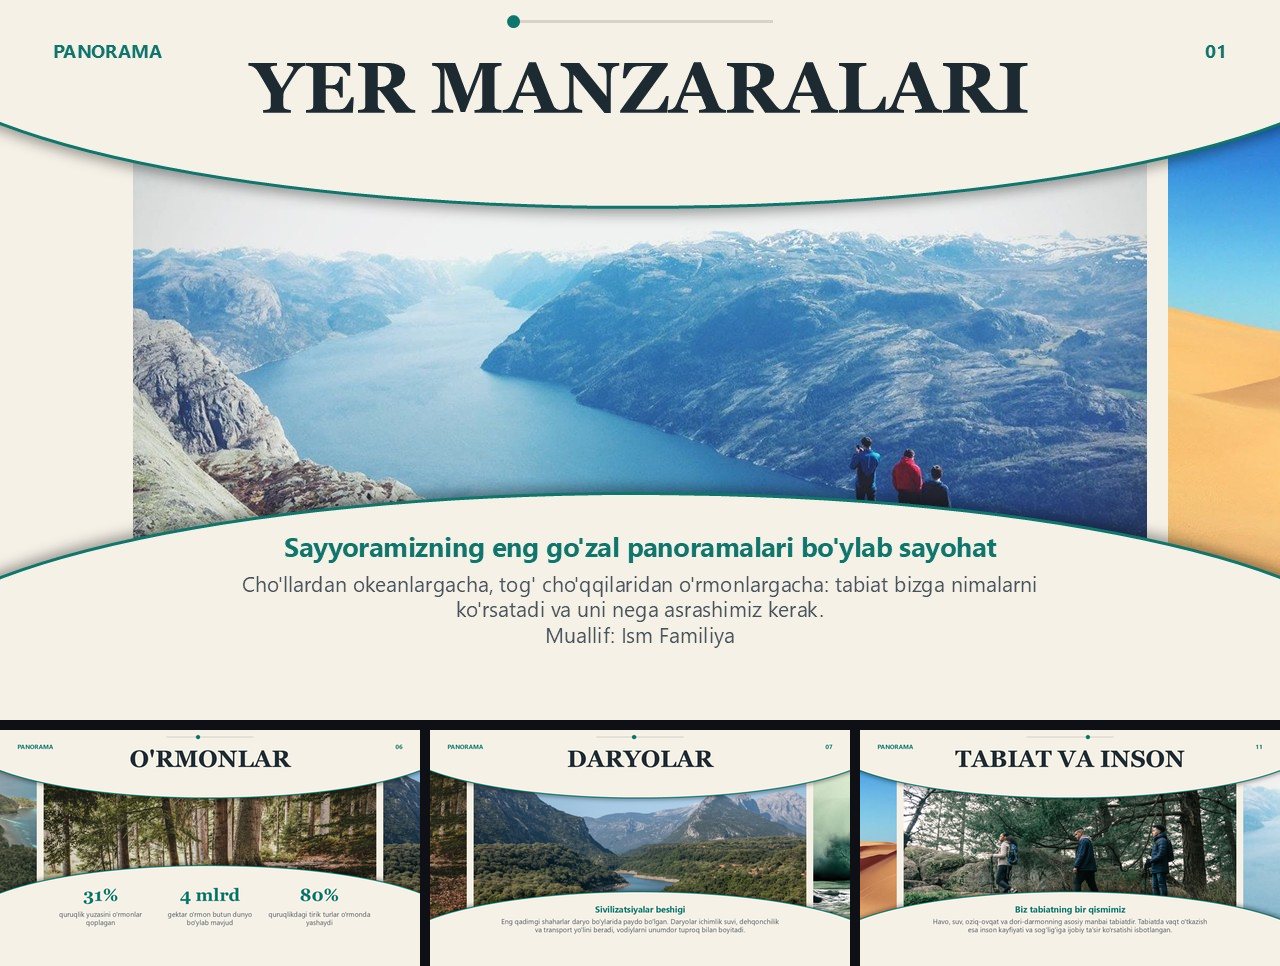 PANORAMA
01
YER MANZARALARI
Sayyoramizning eng go'zal panoramalari bo'ylab sayohat
Cho'llardan okeanlargacha, tog' cho'qqilaridan o'rmonlargacha: tabiat bizga nimalarni
ko'rsatadi va uni nega asrashimiz kerak.
Muallif: Ism Familiya
PANORAMA
06
O'RMONLAR
31%
quruqlik yuzasini o'rmonlar
qoplagan
4 mlrd
gektar o'rmon butun dunyo
bo'ylab mavjud
80%
quruqlikdagi tirik turlar o'rmonda
yashaydi
PANORAMA
07
DARYOLAR
Sivilizatsiyalar beshigi
Eng qadimgi shaharlar daryo bo'ylarida paydo bo'lgan. Daryolar ichimlik suvi, dehqonchilik
va transport yo'lini beradi, vodiylarni unumdor tuproq bilan boyitadi.
PANORAMA
11
TABIAT VA INSON
Biz tabiatning bir qismimiz
Havo, suv, oziq-ovqat va dori-darmonning asosiy manbai tabiatdir. Tabiatda vaqt o'tkazish
esa inson kayfiyati va sog'lig'iga ijobiy ta'sir ko'rsatishi isbotlangan.